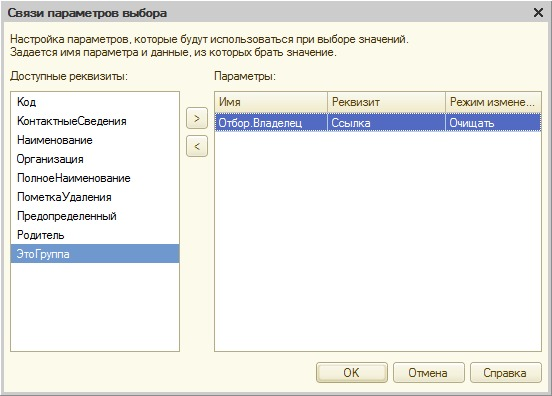 Связи параметров выбора
Настройка параметров, которые будут использоваться при выборе значений.
Задается имя параметра и данные, из которых брать значение.
Доступные реквизиты:
Код
КонтактныеСведения
Наименование
Организация
ПолноеНаименование
ПометкаУдаления
Предопределенный
Родитель
ЭтоГруппа
>
<
Параметры:
Имя Реквизит Режим измене...
Отбор.Владелец Ссылка Очищать
OK Отмена Справка